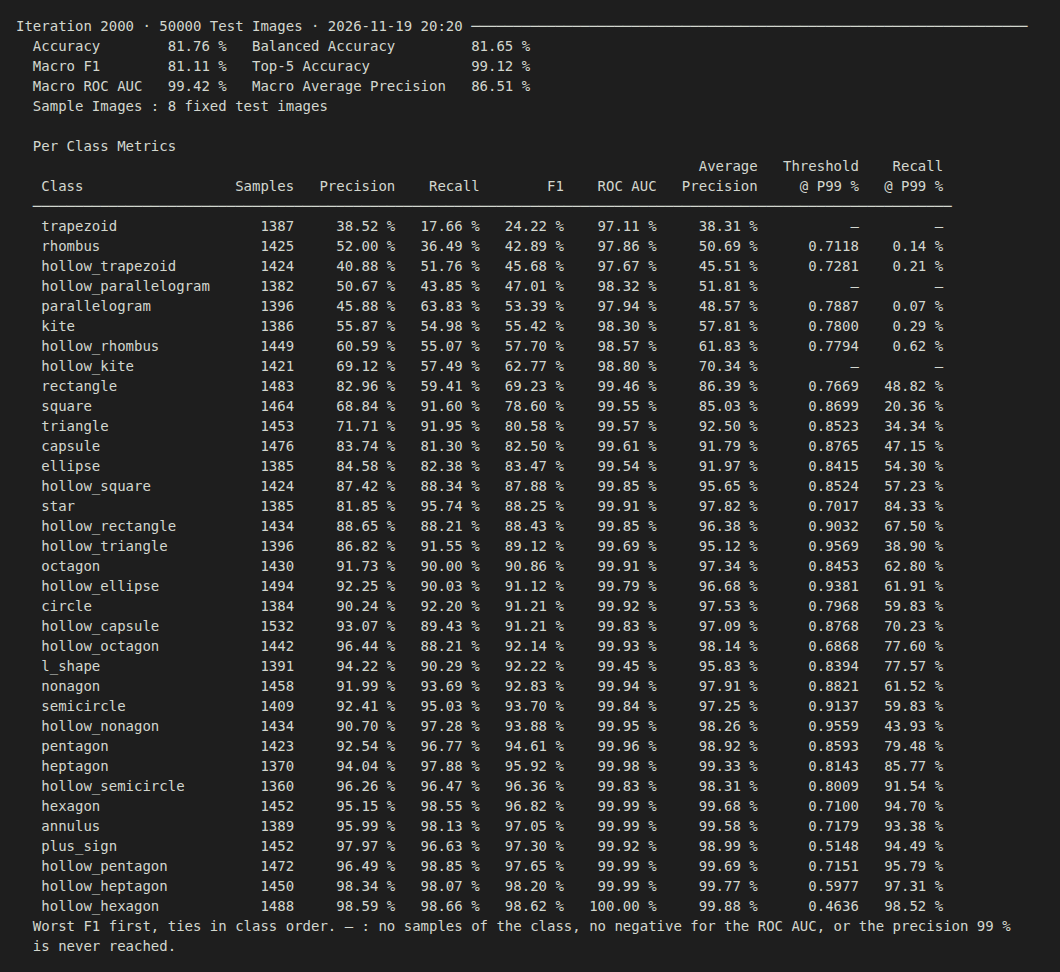 Iteration 2000 · 50000 Test Images · 2026-11-19 20:20
Accuracy 81.76 % Balanced Accuracy 81.65 %
Macro F1 81.11 % Top-5 Accuracy 99.12 %
Macro ROC AUC 99.42 % Macro Average Precision 86.51 %
Sample Images : 8 fixed test images
Per Class Metrics
Average Threshold Recall
Class Samples Precision Recall F1 ROC AUC Precision @ P99 % @ P99 %
trapezoid 1387 38.52 % 17.66 % 24.22 % 97.11 % 38.31 % — —
rhombus 1425 52.00 % 36.49 % 42.89 % 97.86 % 50.69 % 0.7118 0.14 %
hollow_trapezoid 1424 40.88 % 51.76 % 45.68 % 97.67 % 45.51 % 0.7281 0.21 %
hollow_parallelogram 1382 50.67 % 43.85 % 47.01 % 98.32 % 51.81 % — —
parallelogram 1396 45.88 % 63.83 % 53.39 % 97.94 % 48.57 % 0.7887 0.07 %
kite 1386 55.87 % 54.98 % 55.42 % 98.30 % 57.81 % 0.7800 0.29 %
hollow_rhombus 1449 60.59 % 55.07 % 57.70 % 98.57 % 61.83 % 0.7794 0.62 %
hollow_kite 1421 69.12 % 57.49 % 62.77 % 98.80 % 70.34 % — —
rectangle 1483 82.96 % 59.41 % 69.23 % 99.46 % 86.39 % 0.7669 48.82 %
square 1464 68.84 % 91.60 % 78.60 % 99.55 % 85.03 % 0.8699 20.36 %
triangle 1453 71.71 % 91.95 % 80.58 % 99.57 % 92.50 % 0.8523 34.34 %
capsule 1476 83.74 % 81.30 % 82.50 % 99.61 % 91.79 % 0.8765 47.15 %
ellipse 1385 84.58 % 82.38 % 83.47 % 99.54 % 91.97 % 0.8415 54.30 %
hollow_square 1424 87.42 % 88.34 % 87.88 % 99.85 % 95.65 % 0.8524 57.23 %
star 1385 81.85 % 95.74 % 88.25 % 99.91 % 97.82 % 0.7017 84.33 %
hollow_rectangle 1434 88.65 % 88.21 % 88.43 % 99.85 % 96.38 % 0.9032 67.50 %
hollow_triangle 1396 86.82 % 91.55 % 89.12 % 99.69 % 95.12 % 0.9569 38.90 %
octagon 1430 91.73 % 90.00 % 90.86 % 99.91 % 97.34 % 0.8453 62.80 %
hollow_ellipse 1494 92.25 % 90.03 % 91.12 % 99.79 % 96.68 % 0.9381 61.91 %
circle 1384 90.24 % 92.20 % 91.21 % 99.92 % 97.53 % 0.7968 59.83 %
hollow_capsule 1532 93.07 % 89.43 % 91.21 % 99.83 % 97.09 % 0.8768 70.23 %
hollow_octagon 1442 96.44 % 88.21 % 92.14 % 99.93 % 98.14 % 0.6868 77.60 %
l_shape 1391 94.22 % 90.29 % 92.22 % 99.45 % 95.83 % 0.8394 77.57 %
nonagon 1458 91.99 % 93.69 % 92.83 % 99.94 % 97.91 % 0.8821 61.52 %
semicircle 1409 92.41 % 95.03 % 93.70 % 99.84 % 97.25 % 0.9137 59.83 %
hollow_nonagon 1434 90.70 % 97.28 % 93.88 % 99.95 % 98.26 % 0.9559 43.93 %
pentagon 1423 92.54 % 96.77 % 94.61 % 99.96 % 98.92 % 0.8593 79.48 %
heptagon 1370 94.04 % 97.88 % 95.92 % 99.98 % 99.33 % 0.8143 85.77 %
hollow_semicircle 1360 96.26 % 96.47 % 96.36 % 99.83 % 98.31 % 0.8009 91.54 %
hexagon 1452 95.15 % 98.55 % 96.82 % 99.99 % 99.68 % 0.7100 94.70 %
annulus 1389 95.99 % 98.13 % 97.05 % 99.99 % 99.58 % 0.7179 93.38 %
plus_sign 1452 97.97 % 96.63 % 97.30 % 99.92 % 98.99 % 0.5148 94.49 %
hollow_pentagon 1472 96.49 % 98.85 % 97.65 % 99.99 % 99.69 % 0.7151 95.79 %
hollow_heptagon 1450 98.34 % 98.07 % 98.20 % 99.99 % 99.77 % 0.5977 97.31 %
hollow_hexagon 1488 98.59 % 98.66 % 98.62 % 100.00 % 99.88 % 0.4636 98.52 %
Worst F1 first, ties in class order. — : no samples of the class, no negative for the ROC AUC, or the precision 99 %
is never reached.